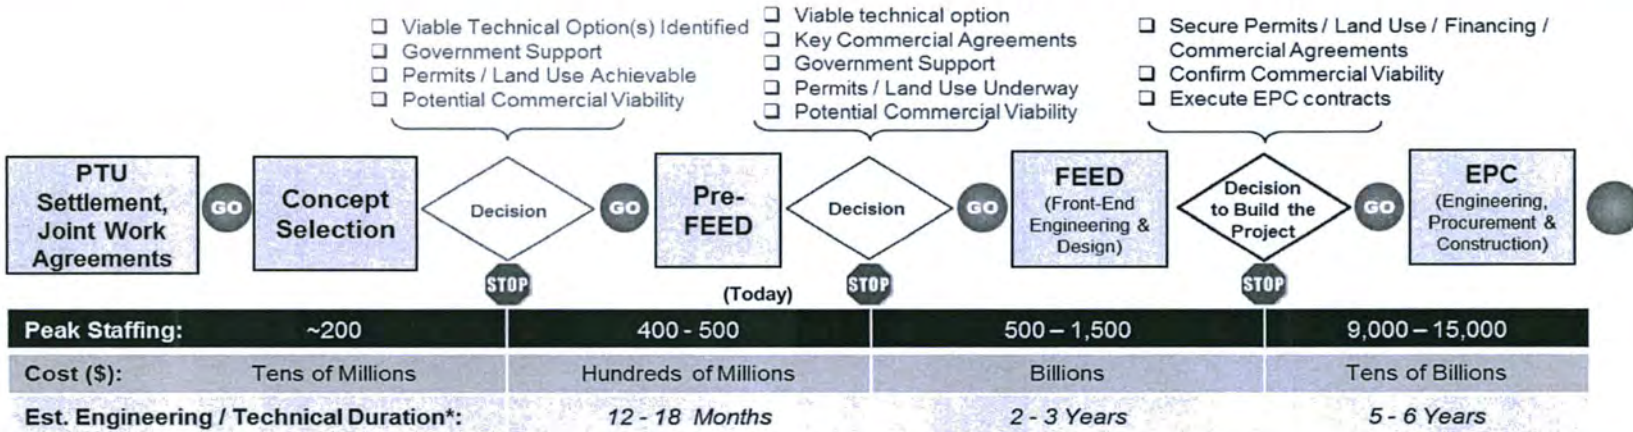 ❑ Viable Technical Option(s) Identified
❑ Government Support
❑ Permits / Land Use Achievable
❑ Potential Commercial Viability
❑ Viable technical option
❑ Key Commercial Agreements
❑ Government Support
❑ Permits / Land Use Underway
❑ Potential Commercial Viability
❑ Secure Permits / Land Use / Financing /
Commercial Agreements
❑ Confirm Commercial Viability
❑ Execute EPC contracts
PTU
Settlement,
Joint Work
Agreements
GO
Concept
Selection
Decision
GO
STOP
Pre-
FEED
(Today)
Decision
GO
STOP
FEED
(Front-End
Engineering &
Design)
Decision
to Build the
Project
GO
STOP
EPC
(Engineering,
Procurement &
Construction)
Peak Staffing: ~200 400 - 500 500 – 1,500 9,000 – 15,000
Cost ($): Tens of Millions Hundreds of Millions Billions Tens of Billions
Est. Engineering / Technical Duration*: 12 - 18 Months 2 - 3 Years 5 - 6 Years